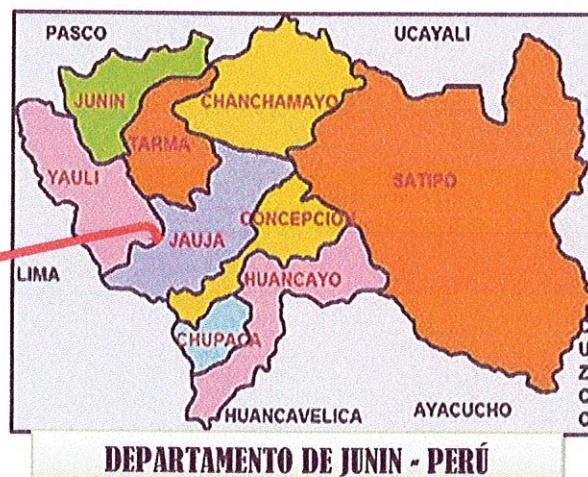 PASCO
UCAYALI
JUNIN
CHANCHAMAYO
TARMA
YAULI
SATIPO
CONCEPCION
JAUJA
LIMA
HUANCAYO
CHUPACA
HUANCAVELICA
AYACUCHO
U
Z
C
O
DEPARTAMENTO DE JUNIN - PERÚ